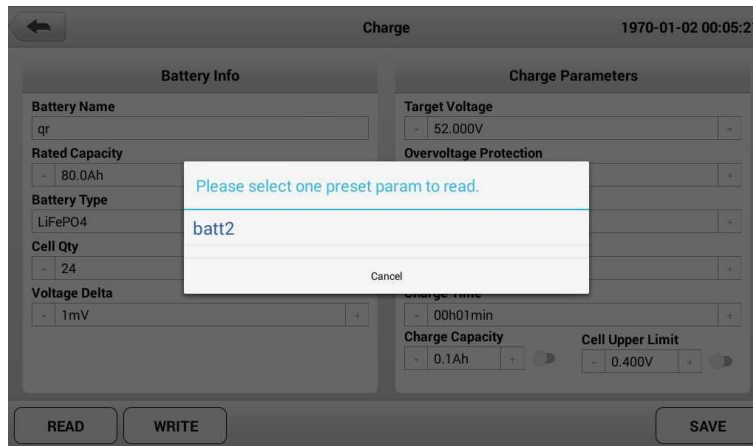 Charge
1970-01-02 00:05:2
Battery Info
Battery Name
qr
Rated Capacity
- 80.0Ah
Battery Type
LiFePO4
Cell Qty
- 24
Voltage Delta
- 1mV +
Charge Parameters
Target Voltage
- 52.000V +
Overvoltage Protection
+
+
+
Charge Time
- 00h01min +
Charge Capacity
- 0.1Ah +
Cell Upper Limit
- 0.400V +
Please select one preset param to read.
batt2
Cancel
READ
WRITE
SAVE